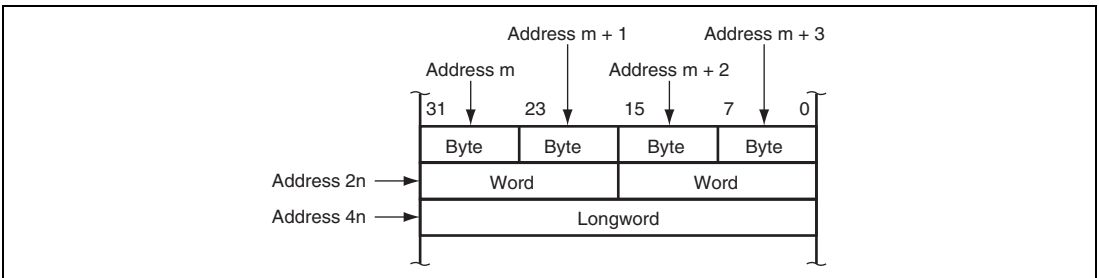 Address m + 1 Address m + 3
Address m Address m + 2
31 23 15 7 0
Byte Byte Byte Byte
Address 2n Word Word
Address 4n Longword